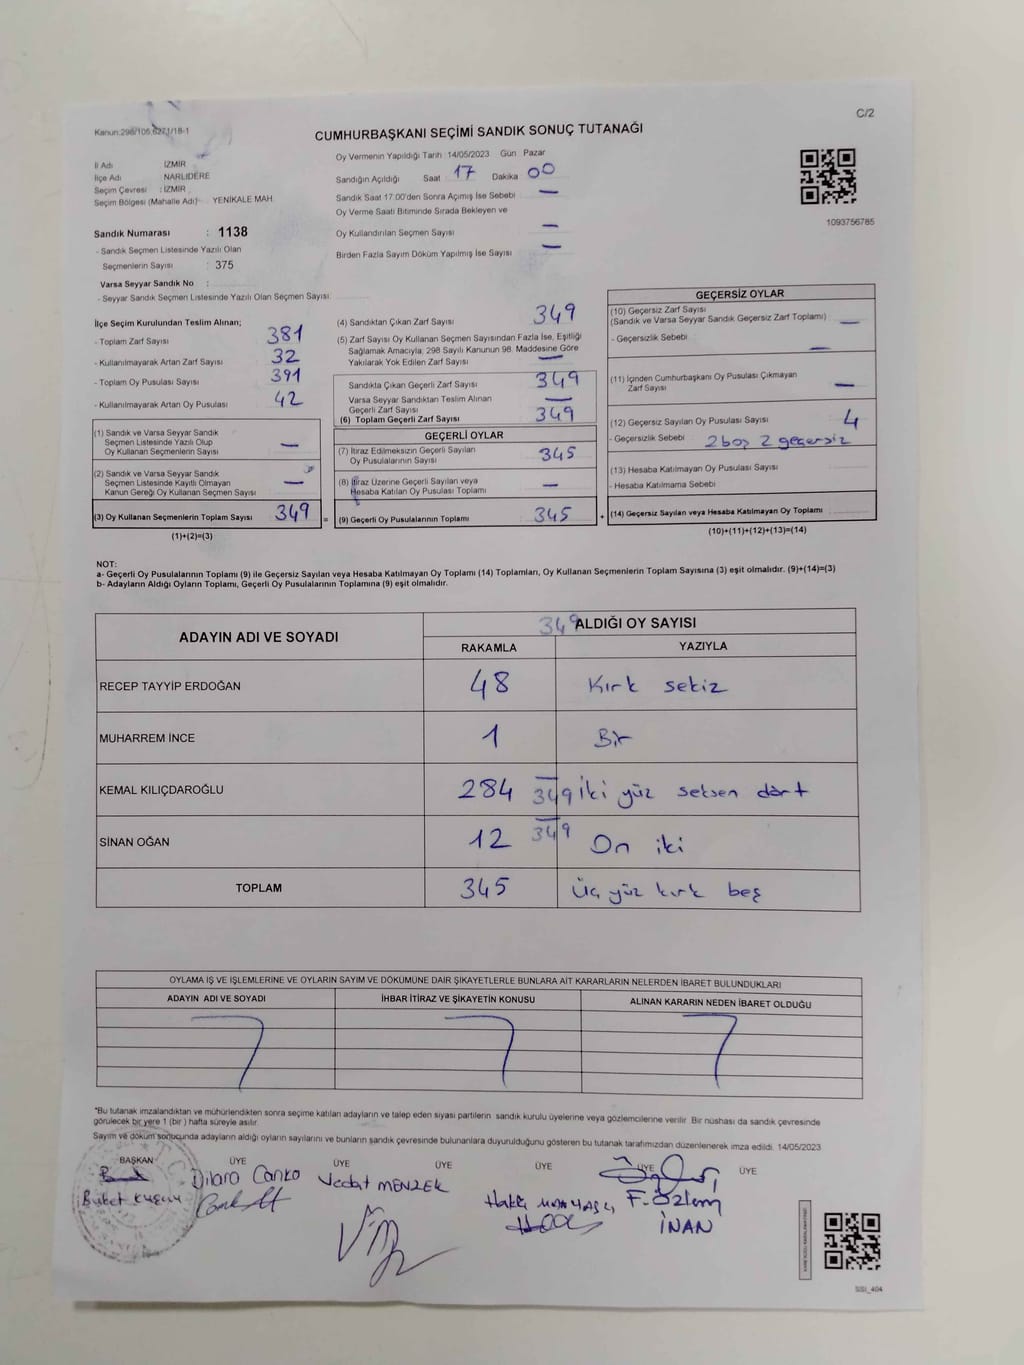 C/2
Kanun:298/105,627,1/18-1
CUMHURBAŞKANI SEÇİMİ SANDIK SONUÇ TUTANAĞI
İl Adı İZMİR
İlçe Adı NARLIDERE
Seçim Çevresi : İZMİR
Seçim Bölgesi (Mahalle Adı) YENİKALE MAH.
Sandık Numarası : 1138
- Sandık Seçmen Listesinde Yazılı Olan
Seçmenlerin Sayısı : 375
Varsa Seyyar Sandık No :
- Seyyar Sandık Seçmen Listesinde Yazılı Olan Seçmen Sayısı:
Oy Vermenin Yapıldığı Tarih : 14/05/2023 Gün Pazar
Sandığın Açıldığı Saat 17 Dakika 00
Sandık Saat 17.00'den Sonra Açımış İse Sebebi —
Oy Verme Saati Bitiminde Sırada Bekleyen ve
Oy Kullandırılan Seçmen Sayısı —
Birden Fazla Sayım Döküm Yapılmış İse Sayısı —
1093756785
İlçe Seçim Kurulundan Teslim Alınan;
- Toplam Zarf Sayısı 381
- Kullanılmayarak Artan Zarf Sayısı 32
- Toplam Oy Pusulası Sayısı 391
- Kullanılmayarak Artan Oy Pusulası 42
(1) Sandık ve Varsa Seyyar Sandık
Seçmen Listesinde Yazılı Olup
Oy Kullanan Seçmenlerin Sayısı —
(2) Sandık ve Varsa Seyyar Sandık
Seçmen Listesinde Kayıtlı Olmayan
Kanun Gereği Oy Kullanan Seçmen Sayısı —
(3) Oy Kullanan Seçmenlerin Toplam Sayısı 349 =
(1)+(2)=(3)
(4) Sandıktan Çıkan Zarf Sayısı 349
(5) Zarf Sayısı Oy Kullanan Seçmen Sayısından Fazla İse, Eşitliği
Sağlamak Amacıyla, 298 Sayılı Kanunun 98. Maddesine Göre
Yakılarak Yok Edilen Zarf Sayısı —
Sandıkta Çıkan Geçerli Zarf Sayısı 349
Varsa Seyyar Sandıktan Teslim Alınan
Geçerli Zarf Sayısı —
(6) Toplam Geçerli Zarf Sayısı 349
GEÇERLİ OYLAR
(7) İtiraz Edilmeksizin Geçerli Sayılan
Oy Pusulalarının Sayısı 345
(8) İtiraz Üzerine Geçerli Sayılan veya
Hesaba Katılan Oy Pusulası Toplamı —
(9) Geçerli Oy Pusulalarının Toplamı 345 +
GEÇERSİZ OYLAR
(10) Geçersiz Zarf Sayısı
(Sandık ve Varsa Seyyar Sandık Geçersiz Zarf Toplamı) —
- Geçersizlik Sebebi —
(11) İçinden Cumhurbaşkanı Oy Pusulası Çıkmayan
Zarf Sayısı —
(12) Geçersiz Sayılan Oy Pusulası Sayısı 4
- Geçersizlik Sebebi 2 boş 2 geçersiz
(13) Hesaba Katılmayan Oy Pusulası Sayısı
- Hesaba Katılmama Sebebi
(14) Geçersiz Sayılan veya Hesaba Katılmayan Oy Toplamı
(10)+(11)+(12)+(13)=(14)
NOT:
a- Geçerli Oy Pusulalarının Toplamı (9) ile Geçersiz Sayılan veya Hesaba Katılmayan Oy Toplamı (14) Toplamları, Oy Kullanan Seçmenlerin Toplam Sayısına (3) eşit olmalıdır. (9)+(14)=(3)
b- Adayların Aldığı Oyların Toplamı, Geçerli Oy Pusulalarının Toplamına (9) eşit olmalıdır.
ADAYIN ADI VE SOYADI 349 ALDIĞI OY SAYISI
RAKAMLA YAZIYLA
RECEP TAYYİP ERDOĞAN 48 Kırk sekiz
MUHARREM İNCE 1 Bir
KEMAL KILIÇDAROĞLU 284 349 iki yüz seksen dört
SİNAN OĞAN 12 349 On iki
TOPLAM 345 Üç yüz kırk beş
OYLAMA İŞ VE İŞLEMLERİNE VE OYLARIN SAYIM VE DÖKÜMÜNE DAİR ŞİKAYETLERLE BUNLARA AİT KARARLARIN NELERDEN İBARET BULUNDUKLARI
ADAYIN ADI VE SOYADI İHBAR İTİRAZ VE ŞİKAYETİN KONUSU ALINAN KARARIN NEDEN İBARET OLDUĞU
*Bu tutanak imzalandıktan ve mühürlendikten sonra seçime katılan adayların ve talep eden siyasi partilerin sandık kurulu üyelerine veya gözlemcilerine verilir. Bir nüshası da sandık çevresinde
görülecek bir yere 1 (bir) hafta süreyle asılır.
Sayım ve döküm sonucunda adayların aldığı oyların sayılarını ve bunların sandık çevresinde bulunanlara duyurulduğunu gösteren bu tutanak tarafımızdan düzenlenerek imza edildi. 14/05/2023
BAŞKAN ÜYE ÜYE ÜYE ÜYE ÜYE ÜYE
Dilara Canko Vedat MENZEK
F. Özlem
İNAN
SSI_404